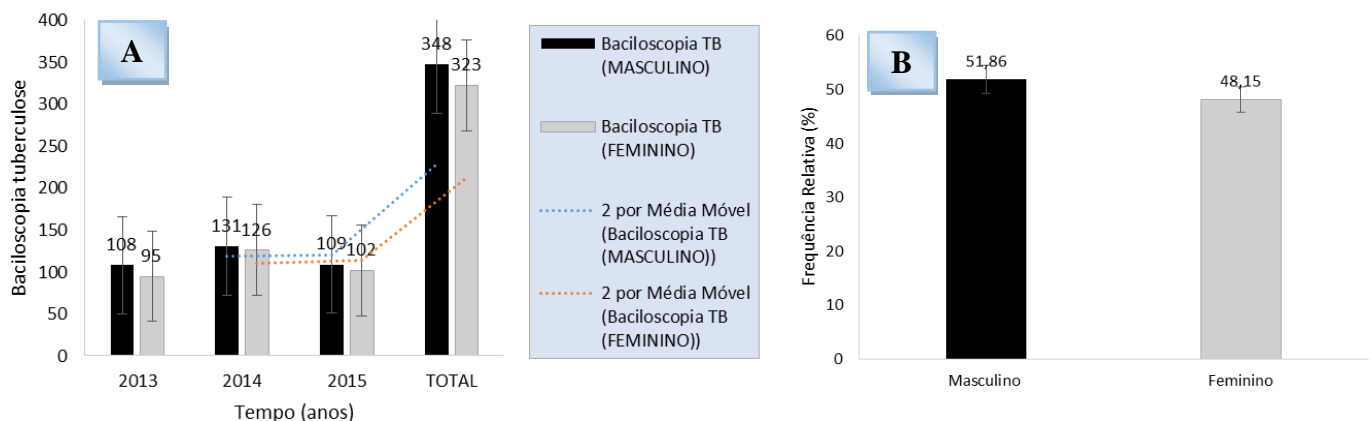 A
Baciloscopia tuberculose
400
350
300
250
200
150
100
50
0
108
95
131
126
109
102
348
323
2013
2014
2015
TOTAL
Tempo (anos)
Baciloscopia TB
(MASCULINO)
Baciloscopia TB
(FEMININO)
2 por Média Móvel
(Baciloscopia TB
(MASCULINO))
2 por Média Móvel
(Baciloscopia TB
(FEMININO))
B
Frequência Relativa (%)
60
50
40
30
20
10
0
51,86
48,15
Masculino
Feminino